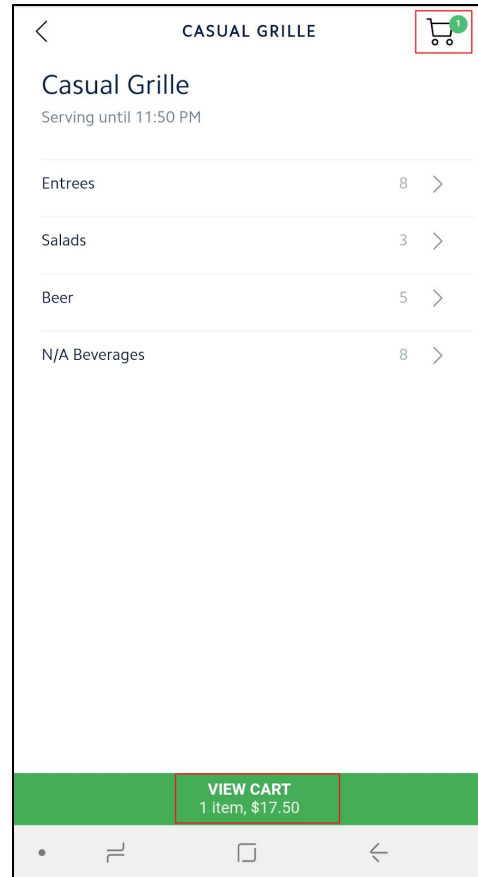 CASUAL GRILLE
1
Casual Grille
Serving until 11:50 PM
Entrees 8
Salads 3
Beer 5
N/A Beverages 8
VIEW CART
1 item, $17.50